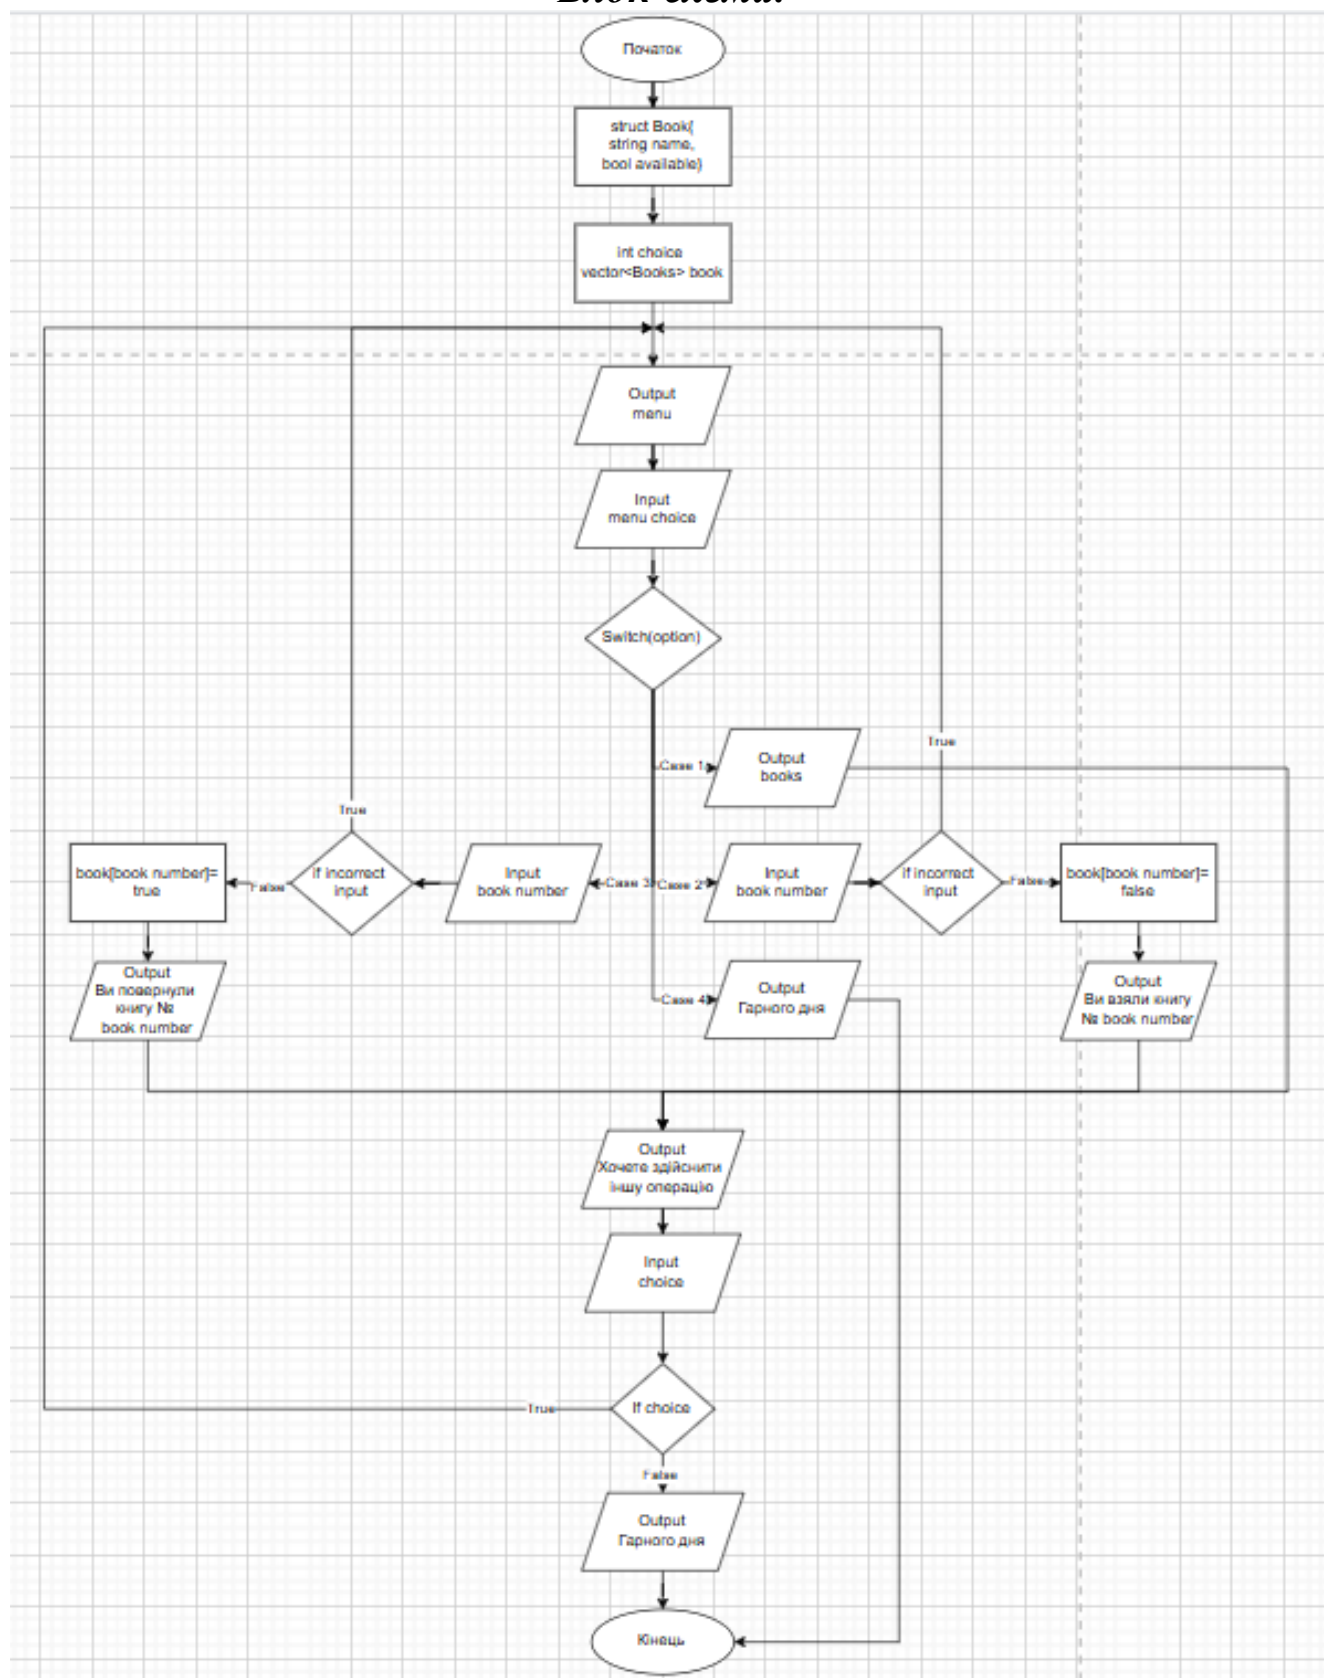 Блок-схема:
Початок
struct Book{
string name,
bool available}
int choice
vector<Books> book
Output
menu
Input
menu choice
Switch(option)
True
Output
books
Case 1
True
book[book number]=
true
False
if incorrect
input
Input
book number
Case 3
Case 2
Input
book number
if incorrect
input
False
book[book number]=
false
Output
Ви повернули
книгу №
book number
Case 4
Output
Гарного дня
Output
Ви взяли книгу
№ book number
Output
Хочете здійснити
іншу операцію
Input
choice
True
If choice
False
Output
Гарного дня
Кінець